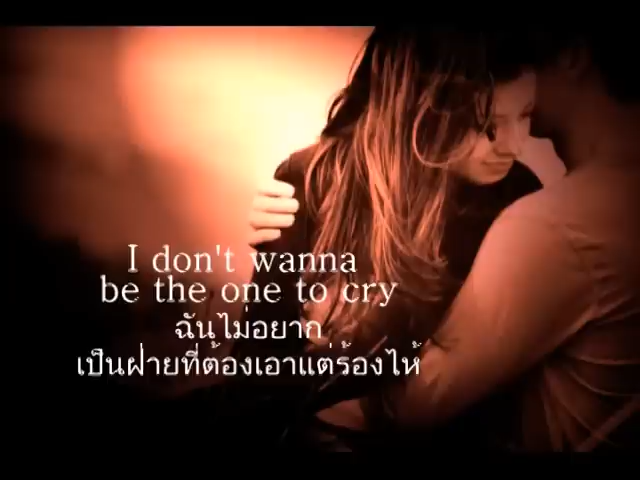 I don't wanna
be the one to cry
ฉันไม่อยาก
เป็นฝ่ายที่ต้องเอาแต่ร้องไห้